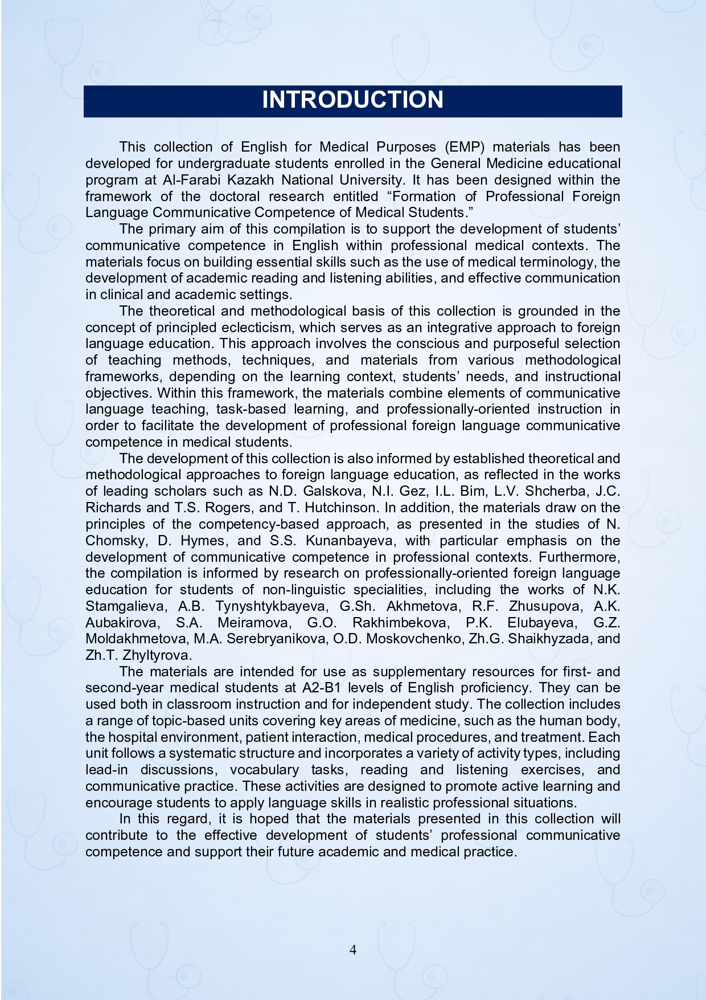 INTRODUCTION
This collection of English for Medical Purposes (EMP) materials has been
developed for undergraduate students enrolled in the General Medicine educational
program at Al-Farabi Kazakh National University. It has been designed within the
framework of the doctoral research entitled “Formation of Professional Foreign
Language Communicative Competence of Medical Students.”
The primary aim of this compilation is to support the development of students’
communicative competence in English within professional medical contexts. The
materials focus on building essential skills such as the use of medical terminology, the
development of academic reading and listening abilities, and effective communication
in clinical and academic settings.
The theoretical and methodological basis of this collection is grounded in the
concept of principled eclecticism, which serves as an integrative approach to foreign
language education. This approach involves the conscious and purposeful selection
of teaching methods, techniques, and materials from various methodological
frameworks, depending on the learning context, students’ needs, and instructional
objectives. Within this framework, the materials combine elements of communicative
language teaching, task-based learning, and professionally-oriented instruction in
order to facilitate the development of professional foreign language communicative
competence in medical students.
The development of this collection is also informed by established theoretical and
methodological approaches to foreign language education, as reflected in the works
of leading scholars such as N.D. Galskova, N.I. Gez, I.L. Bim, L.V. Shcherba, J.C.
Richards and T.S. Rogers, and T. Hutchinson. In addition, the materials draw on the
principles of the competency-based approach, as presented in the studies of N.
Chomsky, D. Hymes, and S.S. Kunanbayeva, with particular emphasis on the
development of communicative competence in professional contexts. Furthermore,
the compilation is informed by research on professionally-oriented foreign language
education for students of non-linguistic specialities, including the works of N.K.
Stamgalieva, A.B. Tynyshtykbayeva, G.Sh. Akhmetova, R.F. Zhusupova, A.K.
Aubakirova, S.A. Meiramova, G.O. Rakhimbekova, P.K. Elubayeva, G.Z.
Moldakhmetova, M.A. Serebryanikova, O.D. Moskovchenko, Zh.G. Shaikhyzada, and
Zh.T. Zhyltyrova.
The materials are intended for use as supplementary resources for first- and
second-year medical students at A2-B1 levels of English proficiency. They can be
used both in classroom instruction and for independent study. The collection includes
a range of topic-based units covering key areas of medicine, such as the human body,
the hospital environment, patient interaction, medical procedures, and treatment. Each
unit follows a systematic structure and incorporates a variety of activity types, including
lead-in discussions, vocabulary tasks, reading and listening exercises, and
communicative practice. These activities are designed to promote active learning and
encourage students to apply language skills in realistic professional situations.
In this regard, it is hoped that the materials presented in this collection will
contribute to the effective development of students’ professional communicative
competence and support their future academic and medical practice.
4